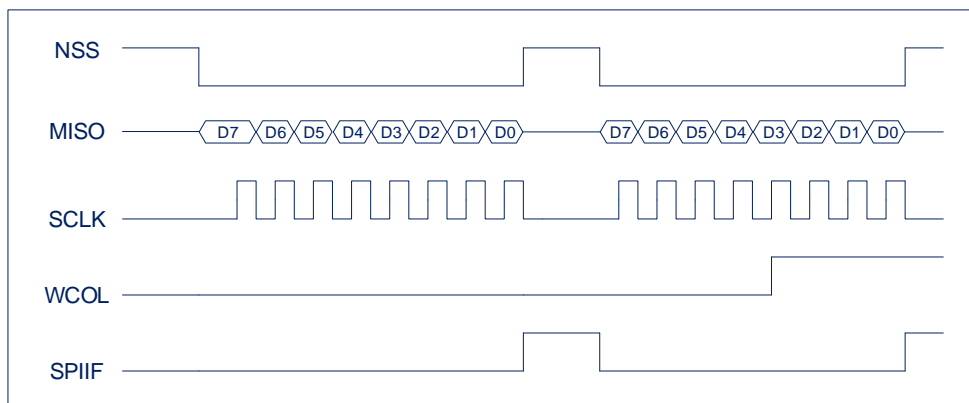 NSS
MISO D7 D6 D5 D4 D3 D2 D1 D0 D7 D6 D5 D4 D3 D2 D1 D0
SCLK
WCOL
SPIIF